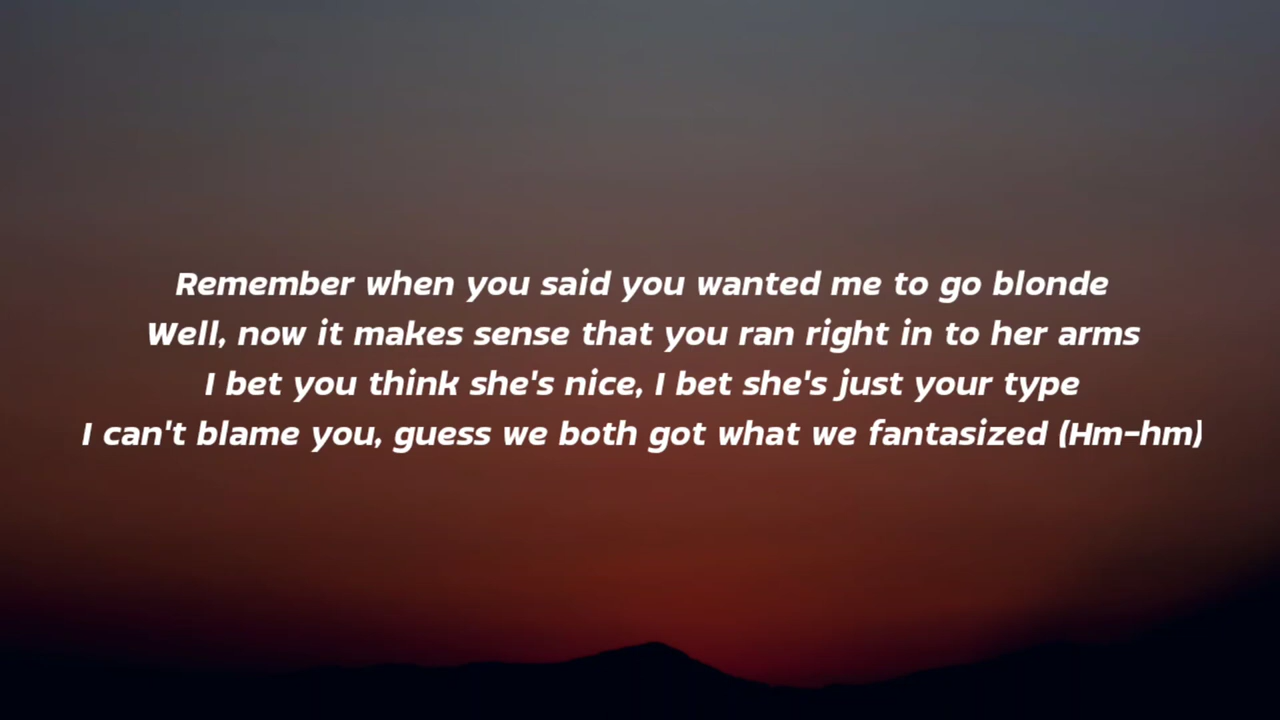 Remember when you said you wanted me to go blonde
Well, now it makes sense that you ran right in to her arms
I bet you think she's nice, I bet she's just your type
I can't blame you, guess we both got what we fantasized (Hm-hm)